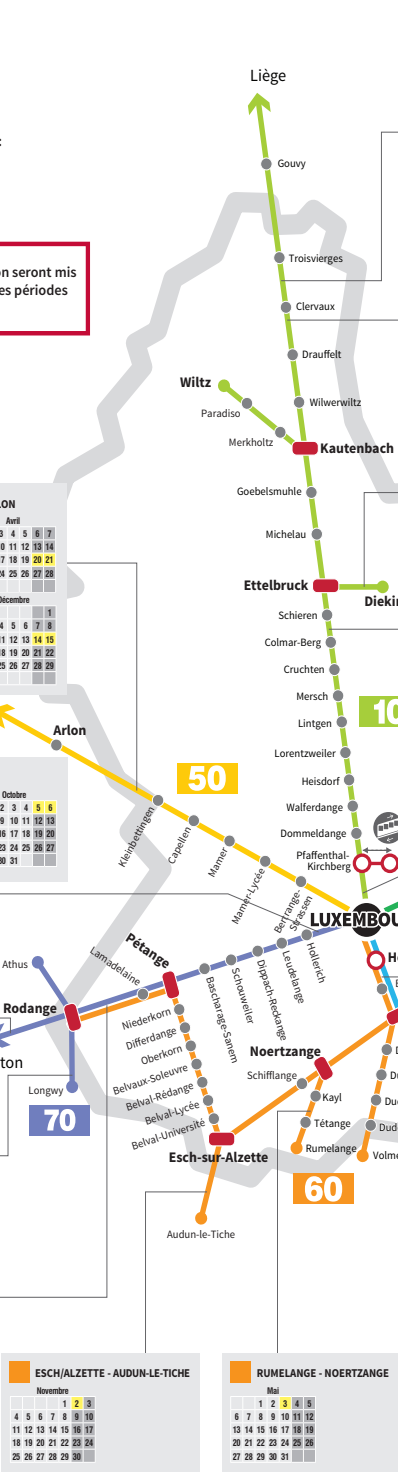 Liège
:
Gouvy
on seront mis
es périodes
Troisvierges
Clervaux
Drauffelt
Wiltz
Paradiso
Wilwerwiltz
Merkholtz
Kautenbach
Goebelsmuhle
LON
Avril
3 4 5 6 7
10 11 12 13 14
17 18 19 20 21
24 25 26 27 28
Michelau
Ettelbruck
Diekir
Décembre
1
4 5 6 7 8
11 12 13 14 15
18 19 20 21 22
25 26 27 28 29
Schieren
Colmar-Berg
Cruchten
Mersch
10
Lintgen
Arlon
Lorentzweiler
50
Heisdorf
Octobre
2 3 4 5 6
9 10 11 12 13
16 17 18 19 20
23 24 25 26 27
30 31
Walferdange
Kleinbettingen
Capellen
Mamer
Mamer-Lycée
Bertrange-
Strassen
Dommeldange
Pfaffenthal-
Kirchberg
LUXEMBOU
Hollerich
Leudelange
Dippach-Reckange
Schouweiler
Bascharage-Sanem
Pétange
Lamadelaine
Athus
Rodange
ton
Longwy
70
Niederkorn
Differdange
Oberkorn
Belvaux-Soleuvre
Belval-Rédange
Belval-Lycée
Belval-Université
Noertzange
Schifflange
Kayl
Tétange
Rumelange
Esch-sur-Alzette
Ho
B
D
Du
Dud
Dud
Volme
60
Audun-le-Tiche
ESCH/ALZETTE - AUDUN-LE-TICHE
Novembre
1 2 3
4 5 6 7 8 9 10
11 12 13 14 15 16 17
18 19 20 21 22 23 24
25 26 27 28 29 30
RUMELANGE - NOERTZANGE
Mai
1 2 3 4 5
6 7 8 9 10 11 12
13 14 15 16 17 18 19
20 21 22 23 24 25 26
27 28 29 30 31